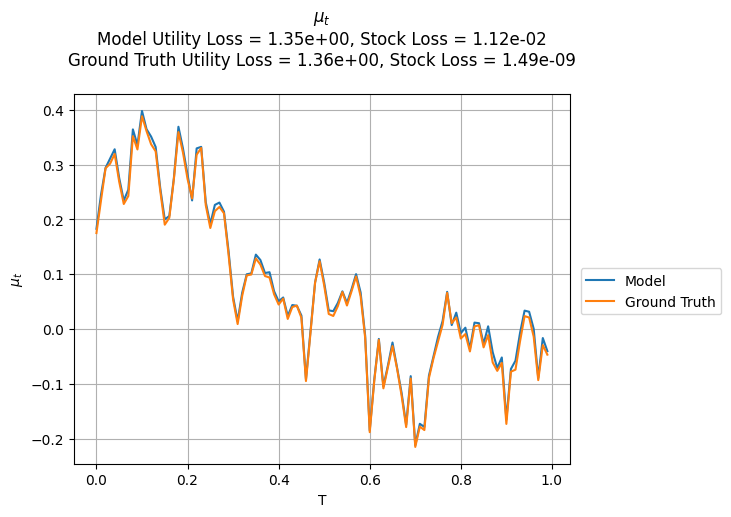 μₜ
Model Utility Loss = 1.35e+00, Stock Loss = 1.12e-02
Ground Truth Utility Loss = 1.36e+00, Stock Loss = 1.49e-09
0.4
0.3
0.2
0.1
0.0
−0.1
−0.2
μₜ
0.0 0.2 0.4 0.6 0.8 1.0
T
Model
Ground Truth